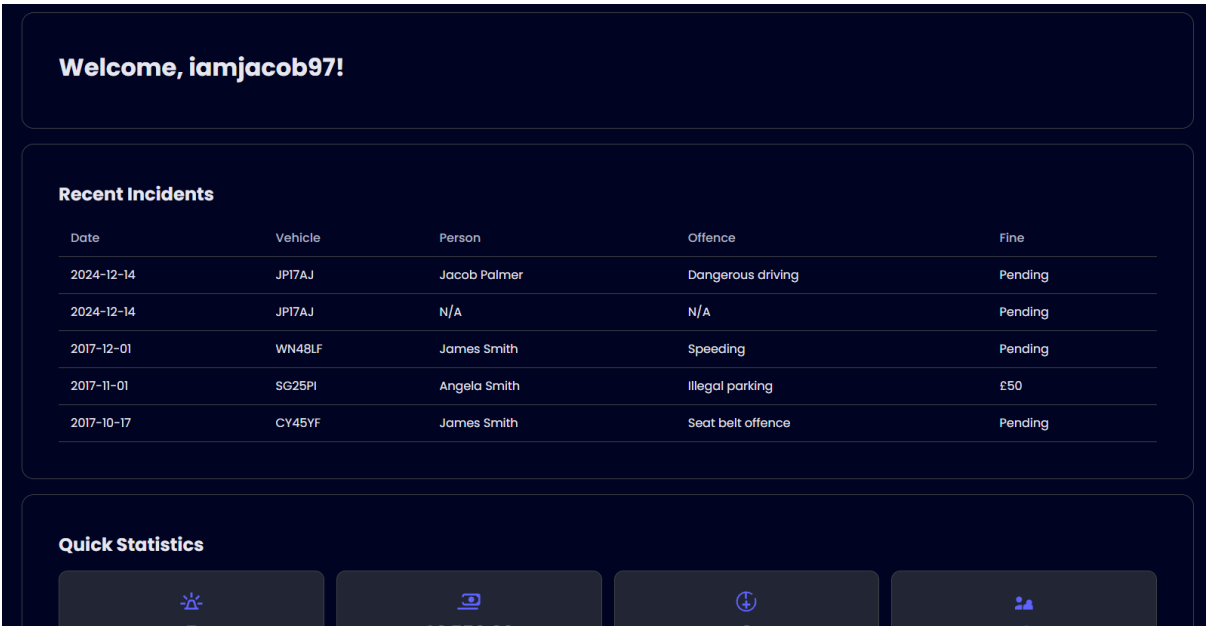 Welcome, iamjacob97!
Recent Incidents
Date Vehicle Person Offence Fine
2024-12-14 JP17AJ Jacob Palmer Dangerous driving Pending
2024-12-14 JP17AJ N/A N/A Pending
2017-12-01 WN48LF James Smith Speeding Pending
2017-11-01 SG25PI Angela Smith Illegal parking £50
2017-10-17 CY45YF James Smith Seat belt offence Pending
Quick Statistics